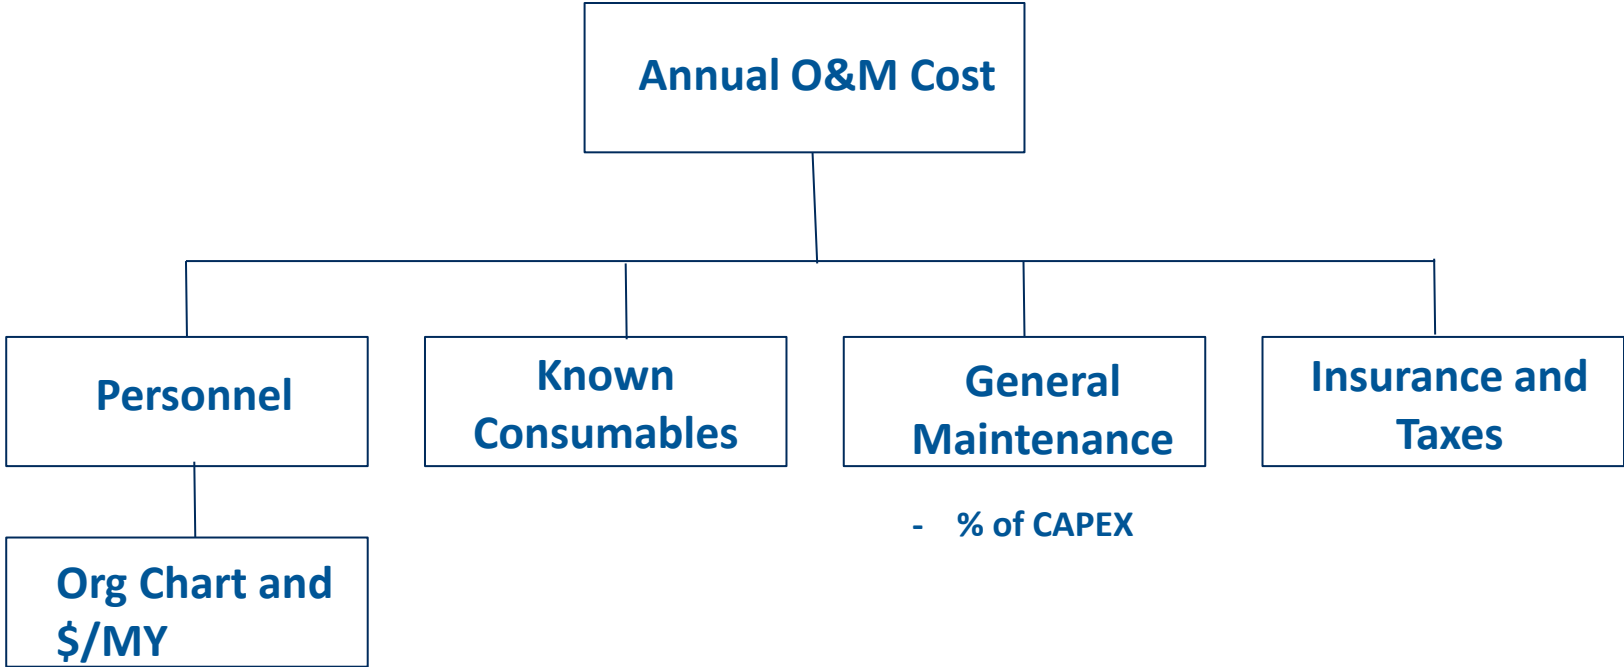 Annual O&M Cost
Personnel
Known
Consumables
General
Maintenance
Insurance and
Taxes
- % of CAPEX
Org Chart and
$/MY